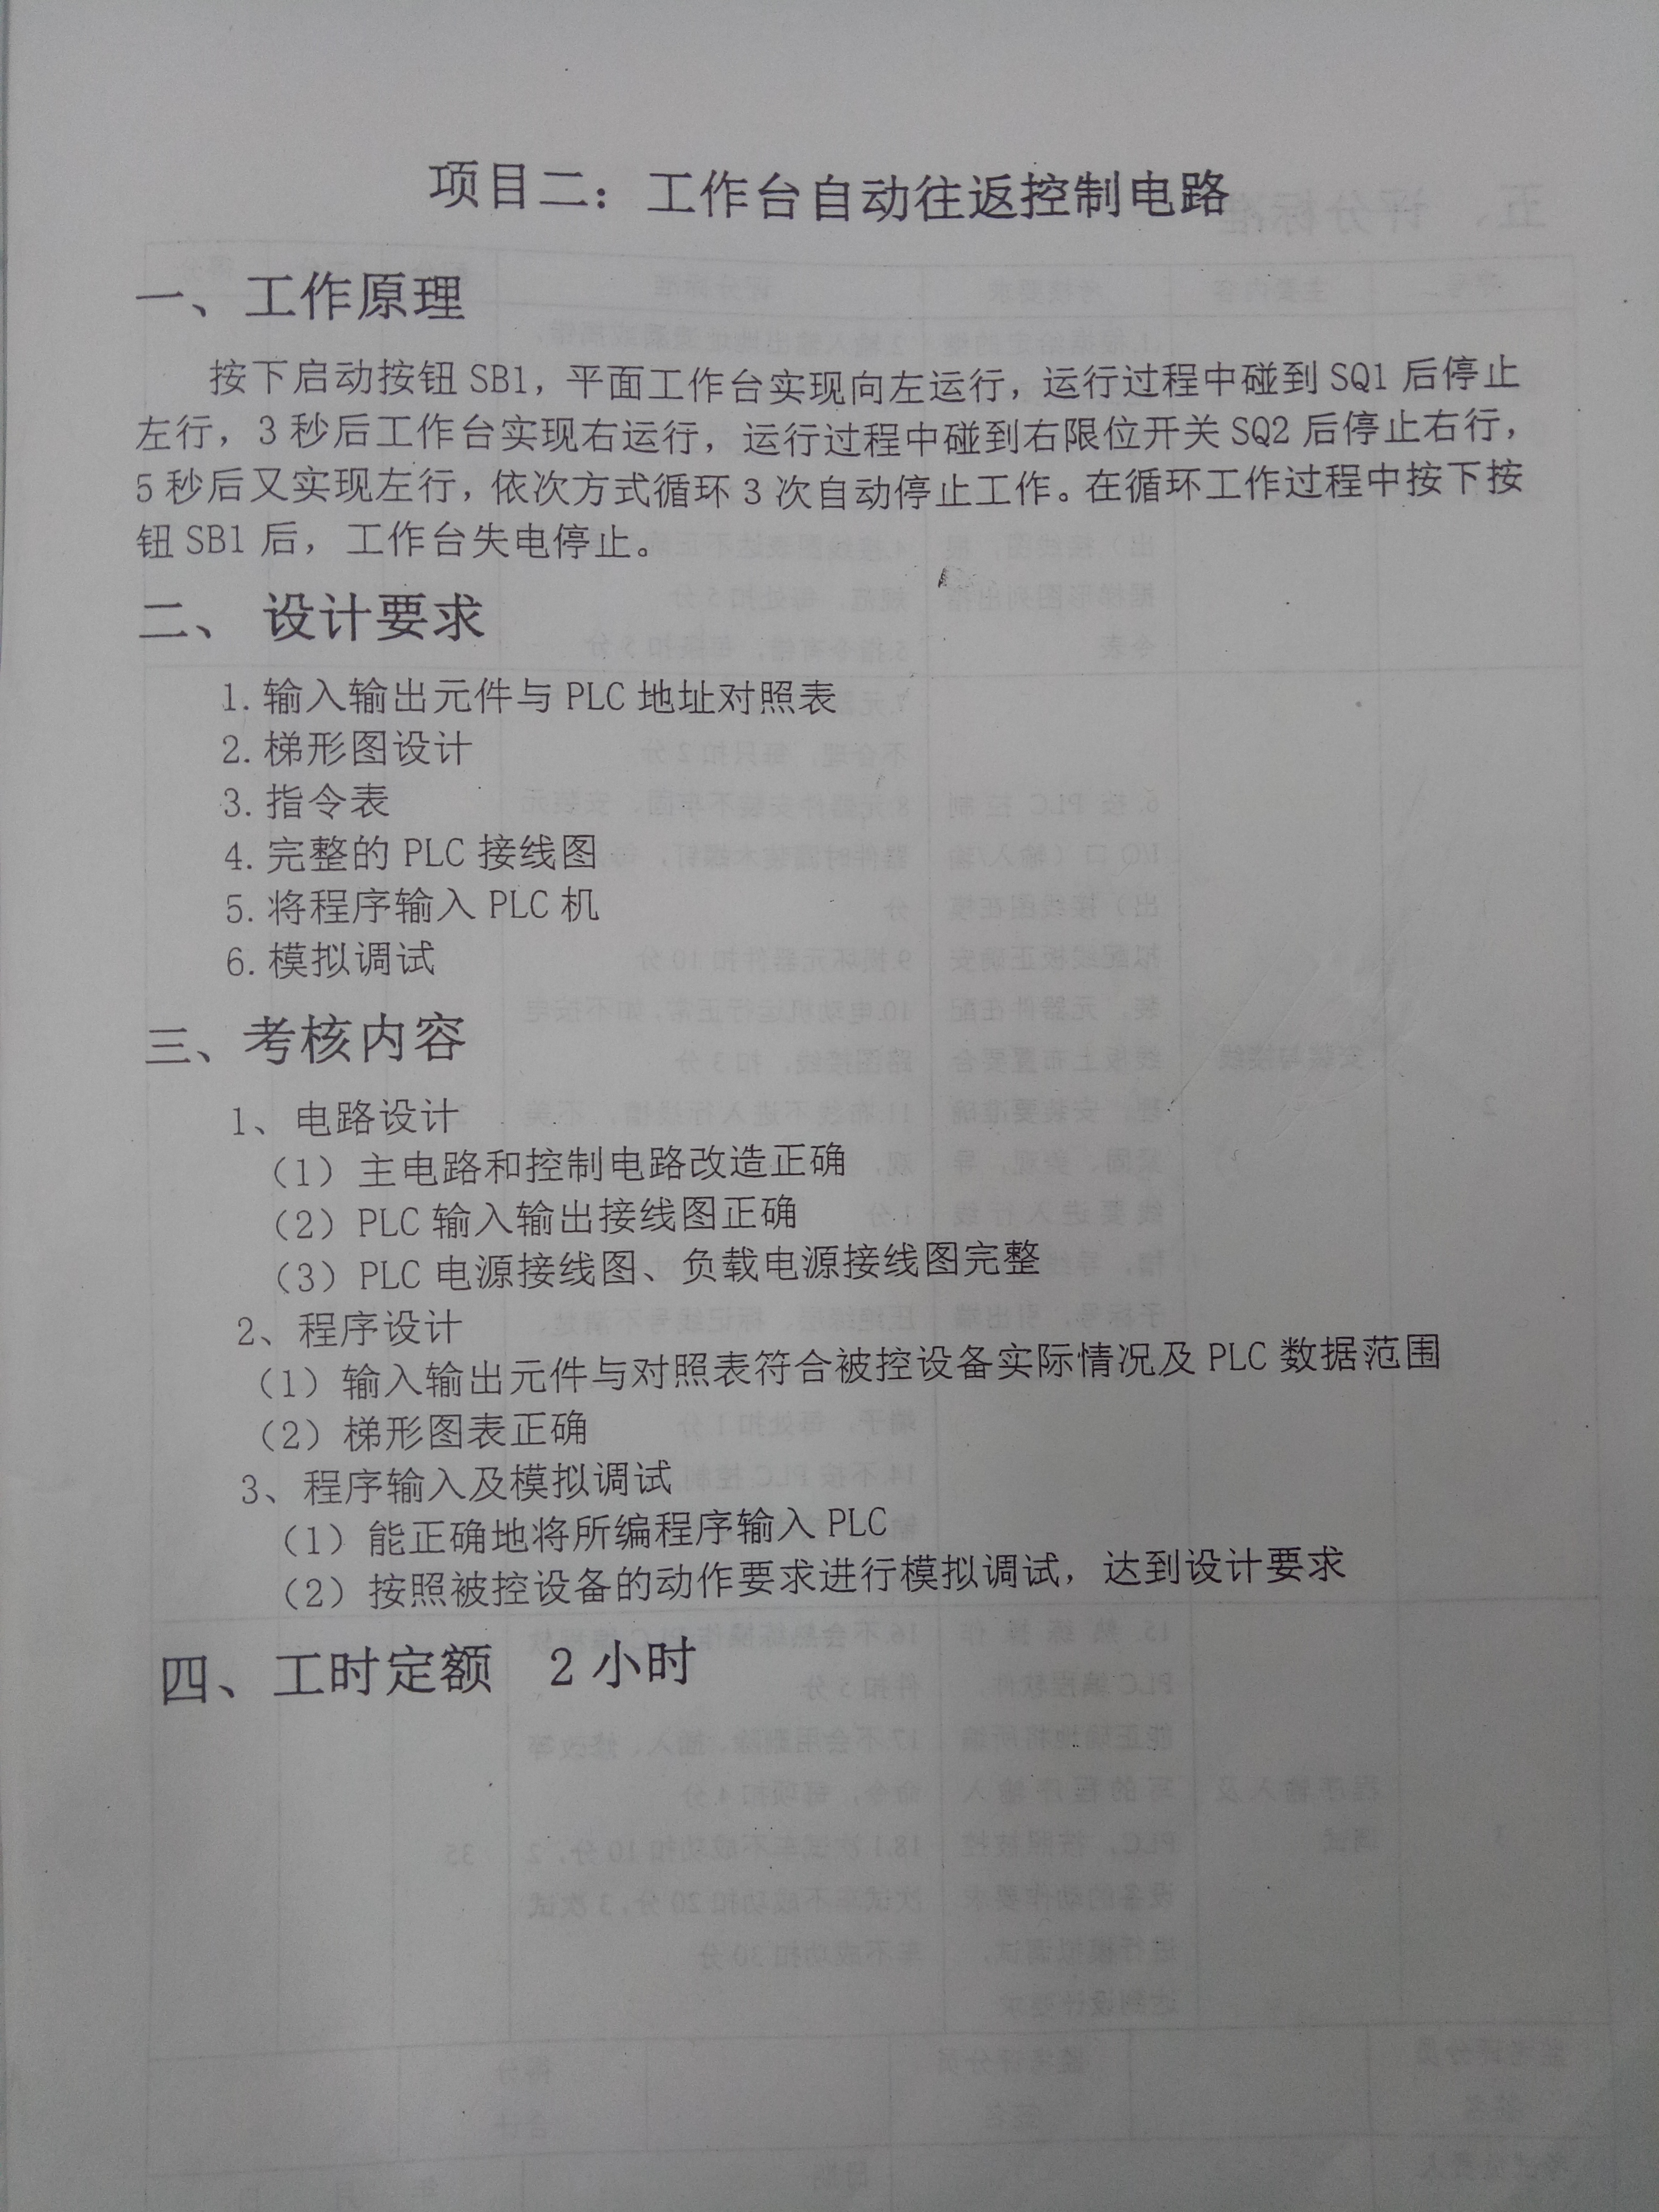 项目二：工作台自动往返控制电路
一、工作原理
按下启动按钮 SB1，平面工作台实现向左运行，运行过程中碰到 SQ1 后停止
左行，3 秒后工作台实现右运行，运行过程中碰到右限位开关 SQ2 后停止右行，
5 秒后又实现左行，依次方式循环 3 次自动停止工作。在循环工作过程中按下按
钮 SB1 后，工作台失电停止。
二、 设计要求
1. 输入输出元件与 PLC 地址对照表
2. 梯形图设计
3. 指令表
4. 完整的 PLC 接线图
5. 将程序输入 PLC 机
6. 模拟调试
三、考核内容
1、电路设计
（1）主电路和控制电路改造正确
（2）PLC 输入输出接线图正确
（3）PLC 电源接线图、负载电源接线图完整
2、程序设计
（1）输入输出元件与对照表符合被控设备实际情况及 PLC 数据范围
（2）梯形图表正确
3、程序输入及模拟调试
（1）能正确地将所编程序输入 PLC
（2）按照被控设备的动作要求进行模拟调试，达到设计要求
四、工时定额 2 小时